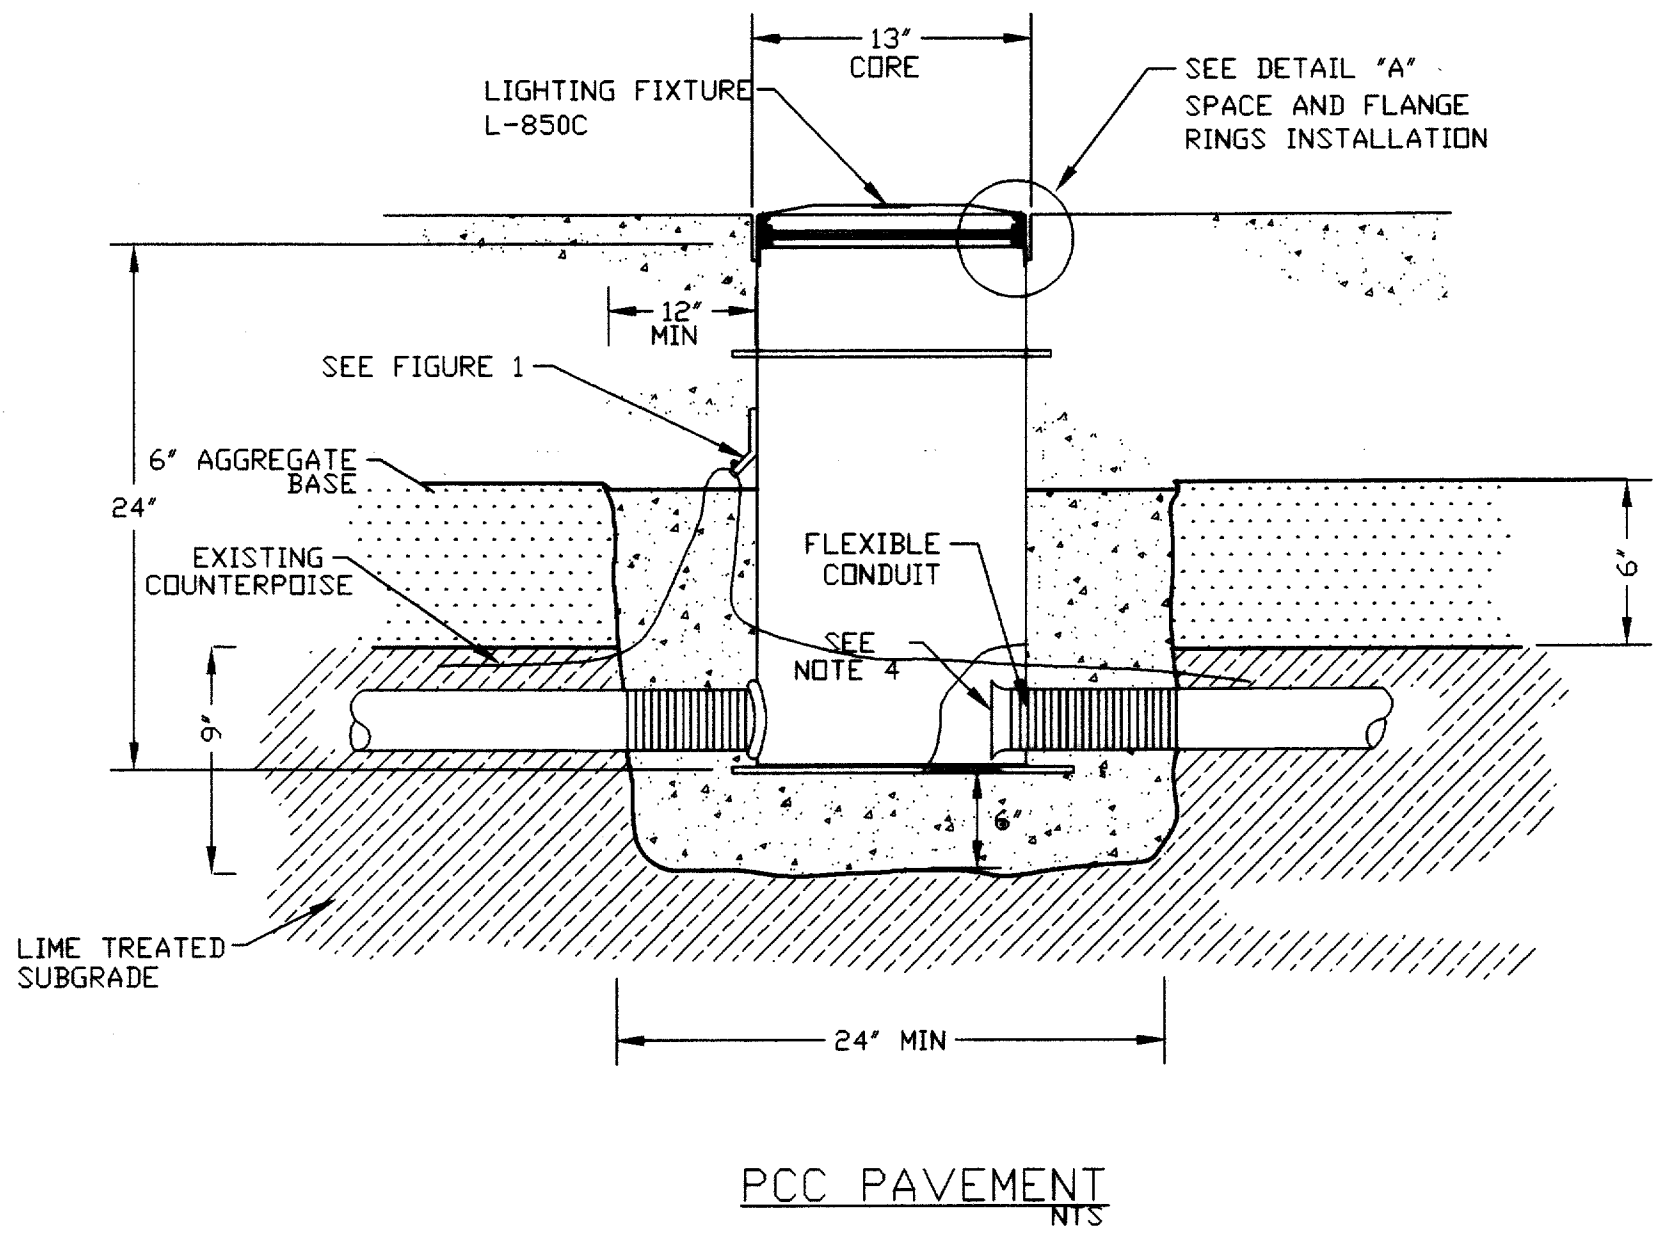 13"
CORE
LIGHTING FIXTURE
L-850C
SEE DETAIL "A"
SPACE AND FLANGE
RINGS INSTALLATION
12"
MIN
SEE FIGURE 1
6" AGGREGATE
BASE
24"
EXISTING
COUNTERPOISE
FLEXIBLE
CONDUIT
6"
SEE
NOTE 4
9"
6"
LIME TREATED
SUBGRADE
24" MIN
PCC PAVEMENT
NTS